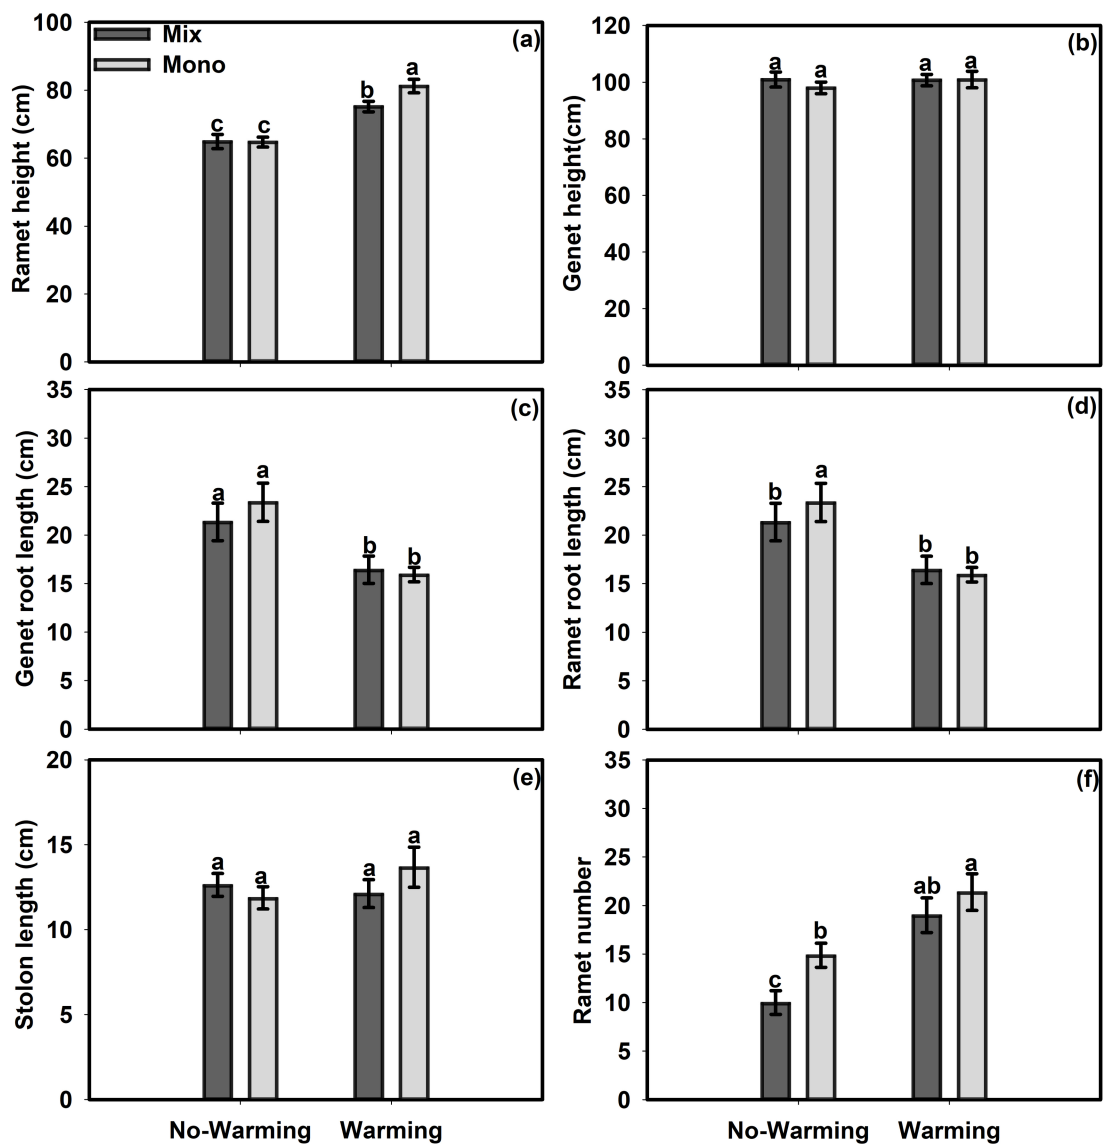 Mix
Mono
(a)
Ramet height (cm)
100
80
60
40
20
0
c
c
b
a
(b)
Genet height(cm)
120
100
80
60
40
20
0
a
a
a
a
(c)
Genet root length (cm)
35
30
25
20
15
10
5
0
a
a
b
b
(d)
Ramet root length (cm)
35
30
25
20
15
10
5
0
b
a
b
b
(e)
Stolon length (cm)
20
15
10
5
0
a
a
a
a
No-Warming
Warming
(f)
Ramet number
35
30
25
20
15
10
5
0
c
b
ab
a
No-Warming
Warming